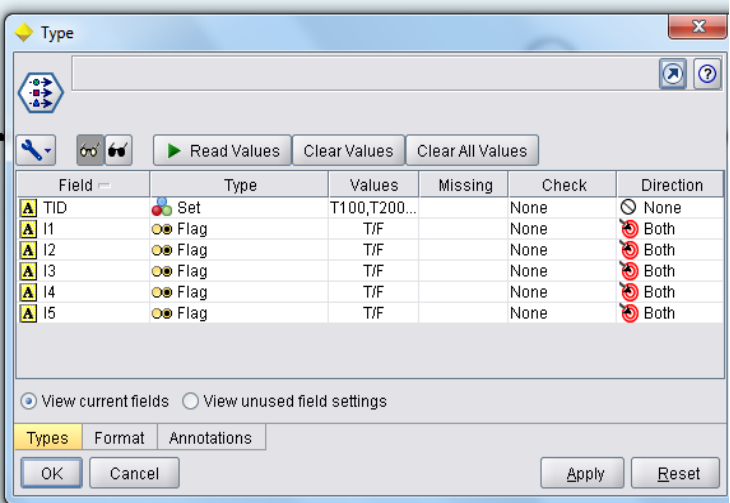 Type
Read Values Clear Values Clear All Values
Field Type Values Missing Check Direction
A TID Set T100,T200... None None
A I1 Flag T/F None Both
A I2 Flag T/F None Both
A I3 Flag T/F None Both
A I4 Flag T/F None Both
A I5 Flag T/F None Both
View current fields View unused field settings
Types Format Annotations
OK Cancel Apply Reset